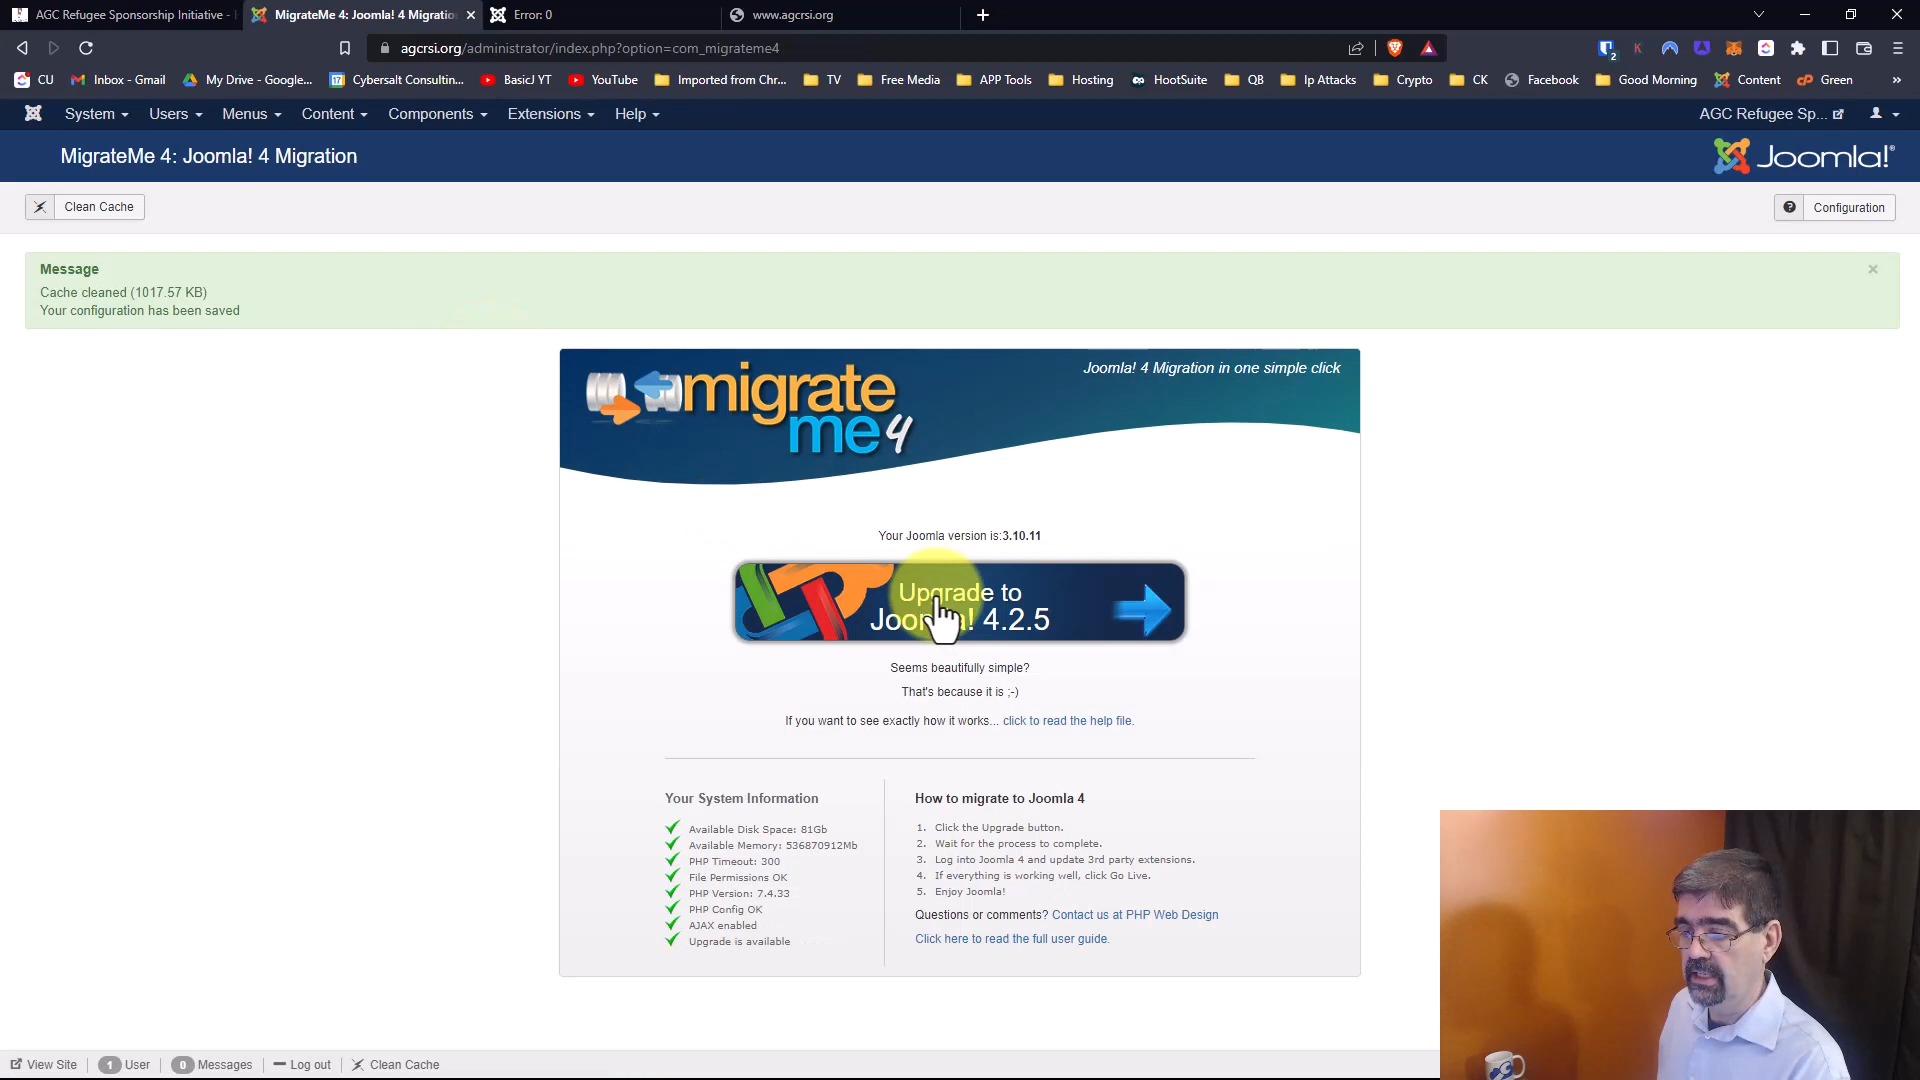 AGC Refugee Sponsorship Initiative -
MigrateMe 4: Joomla! 4 Migratio
Error: 0
www.agcrsi.org
agcrsi.org/administrator/index.php?option=com_migrateme4
2
CU
Inbox - Gmail
My Drive - Google...
17
Cybersalt Consultin...
BasicJ YT
YouTube
Imported from Chr...
TV
Free Media
APP Tools
Hosting
HootSuite
QB
Ip Attacks
Crypto
CK
Facebook
Good Morning
Content
Green
»
System
Users
Menus
Content
Components
Extensions
Help
AGC Refugee Sp...
MigrateMe 4: Joomla! 4 Migration
Joomla!®
Clean Cache
Configuration
Message
Cache cleaned (1017.57 KB)
Your configuration has been saved
Joomla! 4 Migration in one simple click
migrate
me4
Your Joomla version is:3.10.11
Upgrade to
Joomla! 4.2.5
Seems beautifully simple?
That's because it is ;-)
If you want to see exactly how it works... click to read the help file.
Your System Information
Available Disk Space: 81Gb
Available Memory: 536870912Mb
PHP Timeout: 300
File Permissions OK
PHP Version: 7.4.33
PHP Config OK
AJAX enabled
Upgrade is available
How to migrate to Joomla 4
1. Click the Upgrade button.
2. Wait for the process to complete.
3. Log into Joomla 4 and update 3rd party extensions.
4. If everything is working well, click Go Live.
5. Enjoy Joomla!
Questions or comments? Contact us at PHP Web Design
Click here to read the full user guide.
View Site
1 User
0 Messages
Log out
Clean Cache